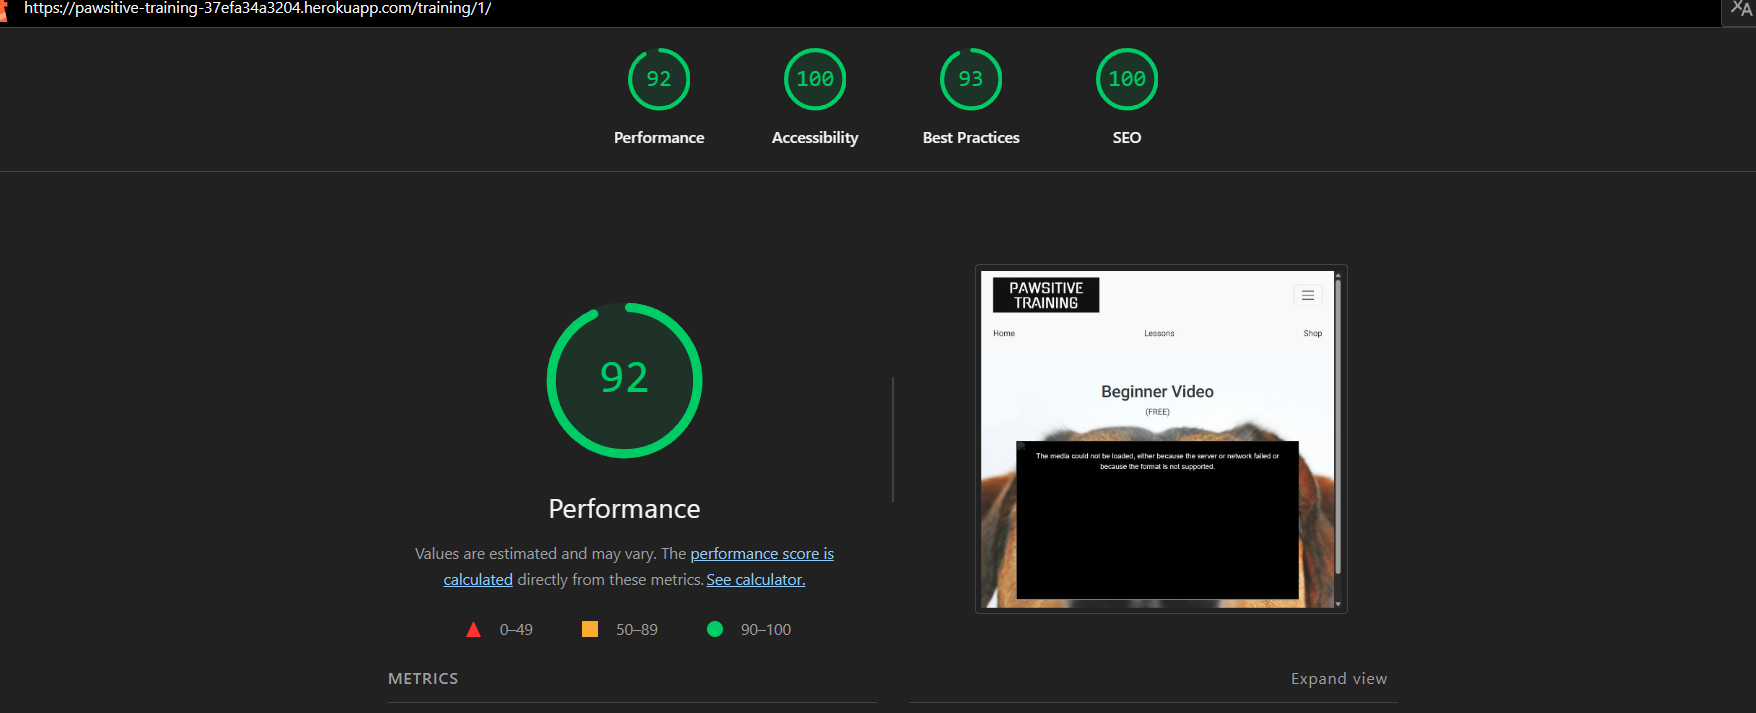 https://pawsitive-training-37efa34a3204.herokuapp.com/training/1/
92
100
93
100
Performance
Accessibility
Best Practices
SEO
92
Performance
Values are estimated and may vary. The performance score is
calculated directly from these metrics. See calculator.
0–49
50–89
90–100
METRICS
PAWSITIVE
TRAINING
Home
Lessons
Shop
Beginner Video
(FREE)
The media could not be loaded, either because the server or network failed or
because the format is not supported.
Expand view